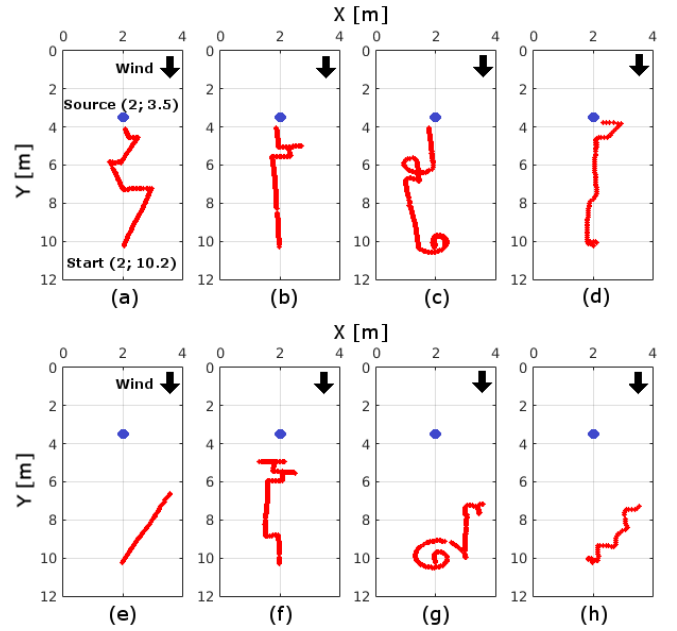 X [m]
0 2 4 0 2 4 0 2 4 0 2 4
0
2
4
6
8
10
12
Y [m]
Wind
Source (2; 3.5)
Start (2; 10.2)
(a) (b) (c) (d)
X [m]
0 2 4 0 2 4 0 2 4 0 2 4
0
2
4
6
8
10
12
Y [m]
Wind
(e) (f) (g) (h)